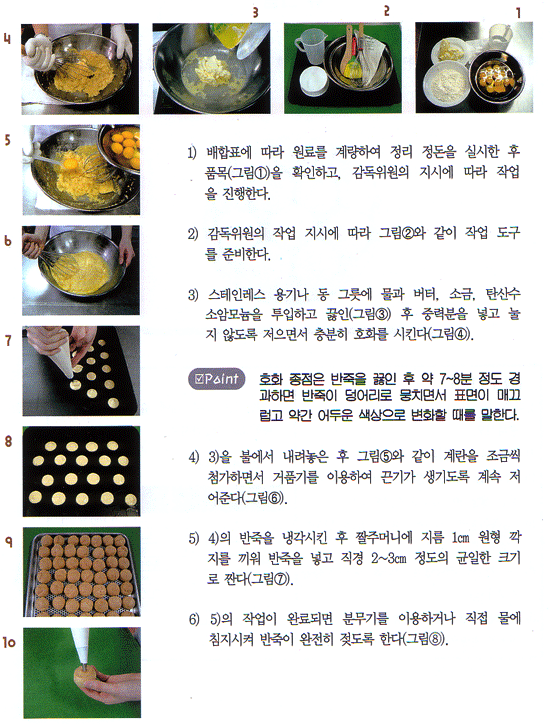 4
3
2
1
5
6
7
8
9
10
1) 배합표에 따라 원료를 계량하여 정리 정돈을 실시한 후
품목(그림①)을 확인하고, 감독위원의 지시에 따라 작업
을 진행한다.
2) 감독위원의 작업 지시에 따라 그림②와 같이 작업 도구
를 준비한다.
3) 스테인레스 용기나 동 그릇에 물과 버터, 소금, 탄산수
소암모늄을 투입하고 끓인(그림③) 후 중력분을 넣고 눌
지 않도록 저으면서 충분히 호화를 시킨다(그림④).
Point
호화 종점은 반죽을 끓인 후 약 7~8분 정도 경
과하면 반죽이 덩어리로 뭉치면서 표면이 매끄
럽고 약간 어두운 색상으로 변화할 때를 말한다.
4) 3)을 불에서 내려놓은 후 그림⑤와 같이 계란을 조금씩
첨가하면서 거품기를 이용하여 끈기가 생기도록 계속 저
어준다(그림⑥).
5) 4)의 반죽을 냉각시킨 후 짤주머니에 지름 1cm 원형 깍
지를 끼워 반죽을 넣고 직경 2~3cm 정도의 균일한 크기
로 짠다(그림⑦).
6) 5)의 작업이 완료되면 분무기를 이용하거나 직접 물에
침지시켜 반죽이 완전히 젖도록 한다(그림⑧).